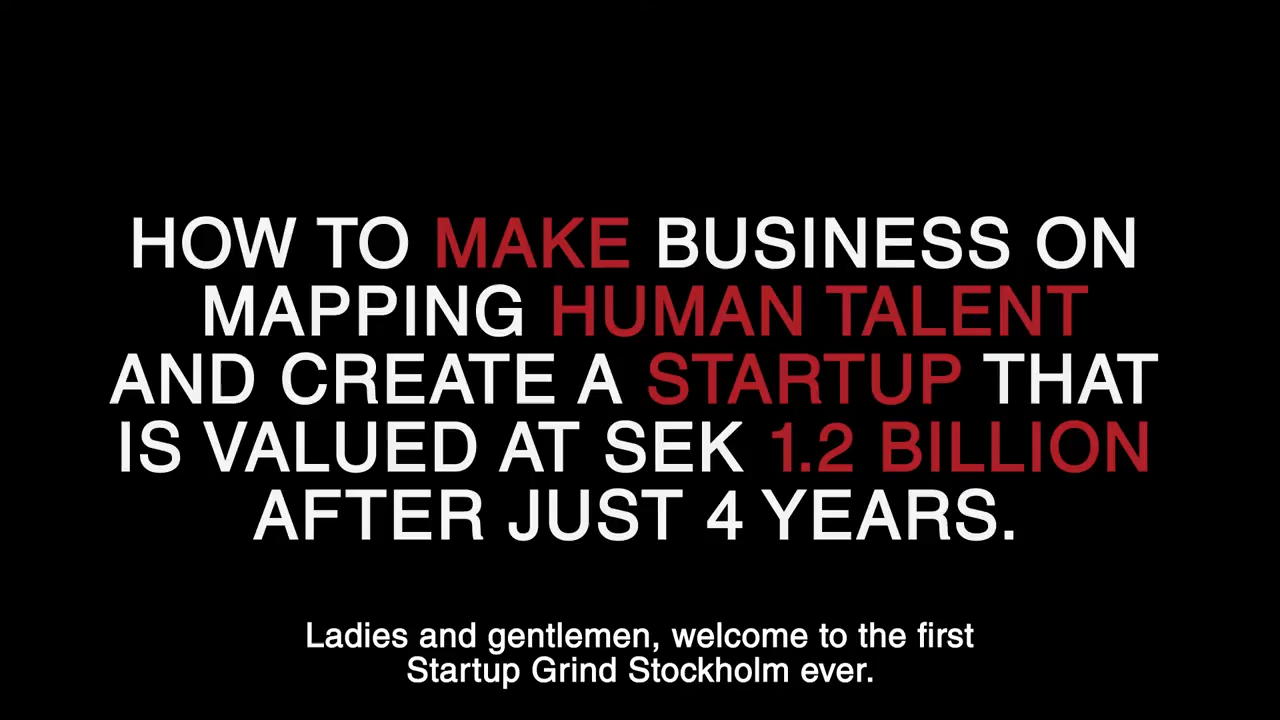 HOW TO MAKE BUSINESS ON
MAPPING HUMAN TALENT
AND CREATE A STARTUP THAT
IS VALUED AT SEK 1.2 BILLION
AFTER JUST 4 YEARS.
Ladies and gentlemen, welcome to the first
Startup Grind Stockholm ever.